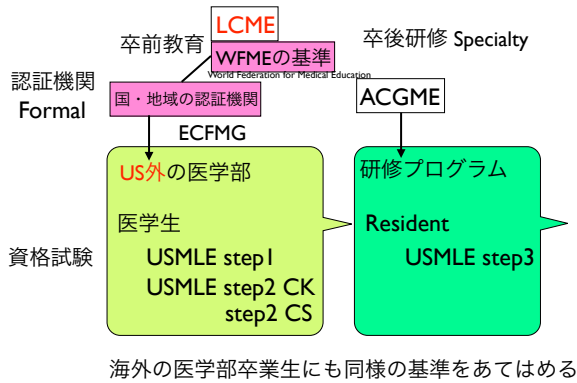 LCME
卒前教育
卒後研修 Specialty
WFMEの基準
World Federation for Medical Education
認証機関
Formal
国・地域の認証機関
ACGME
ECFMG
US外の医学部
研修プログラム
医学生
Resident
資格試験
USMLE step1
USMLE step3
USMLE step2 CK
step2 CS
海外の医学部卒業生にも同様の基準をあてはめる